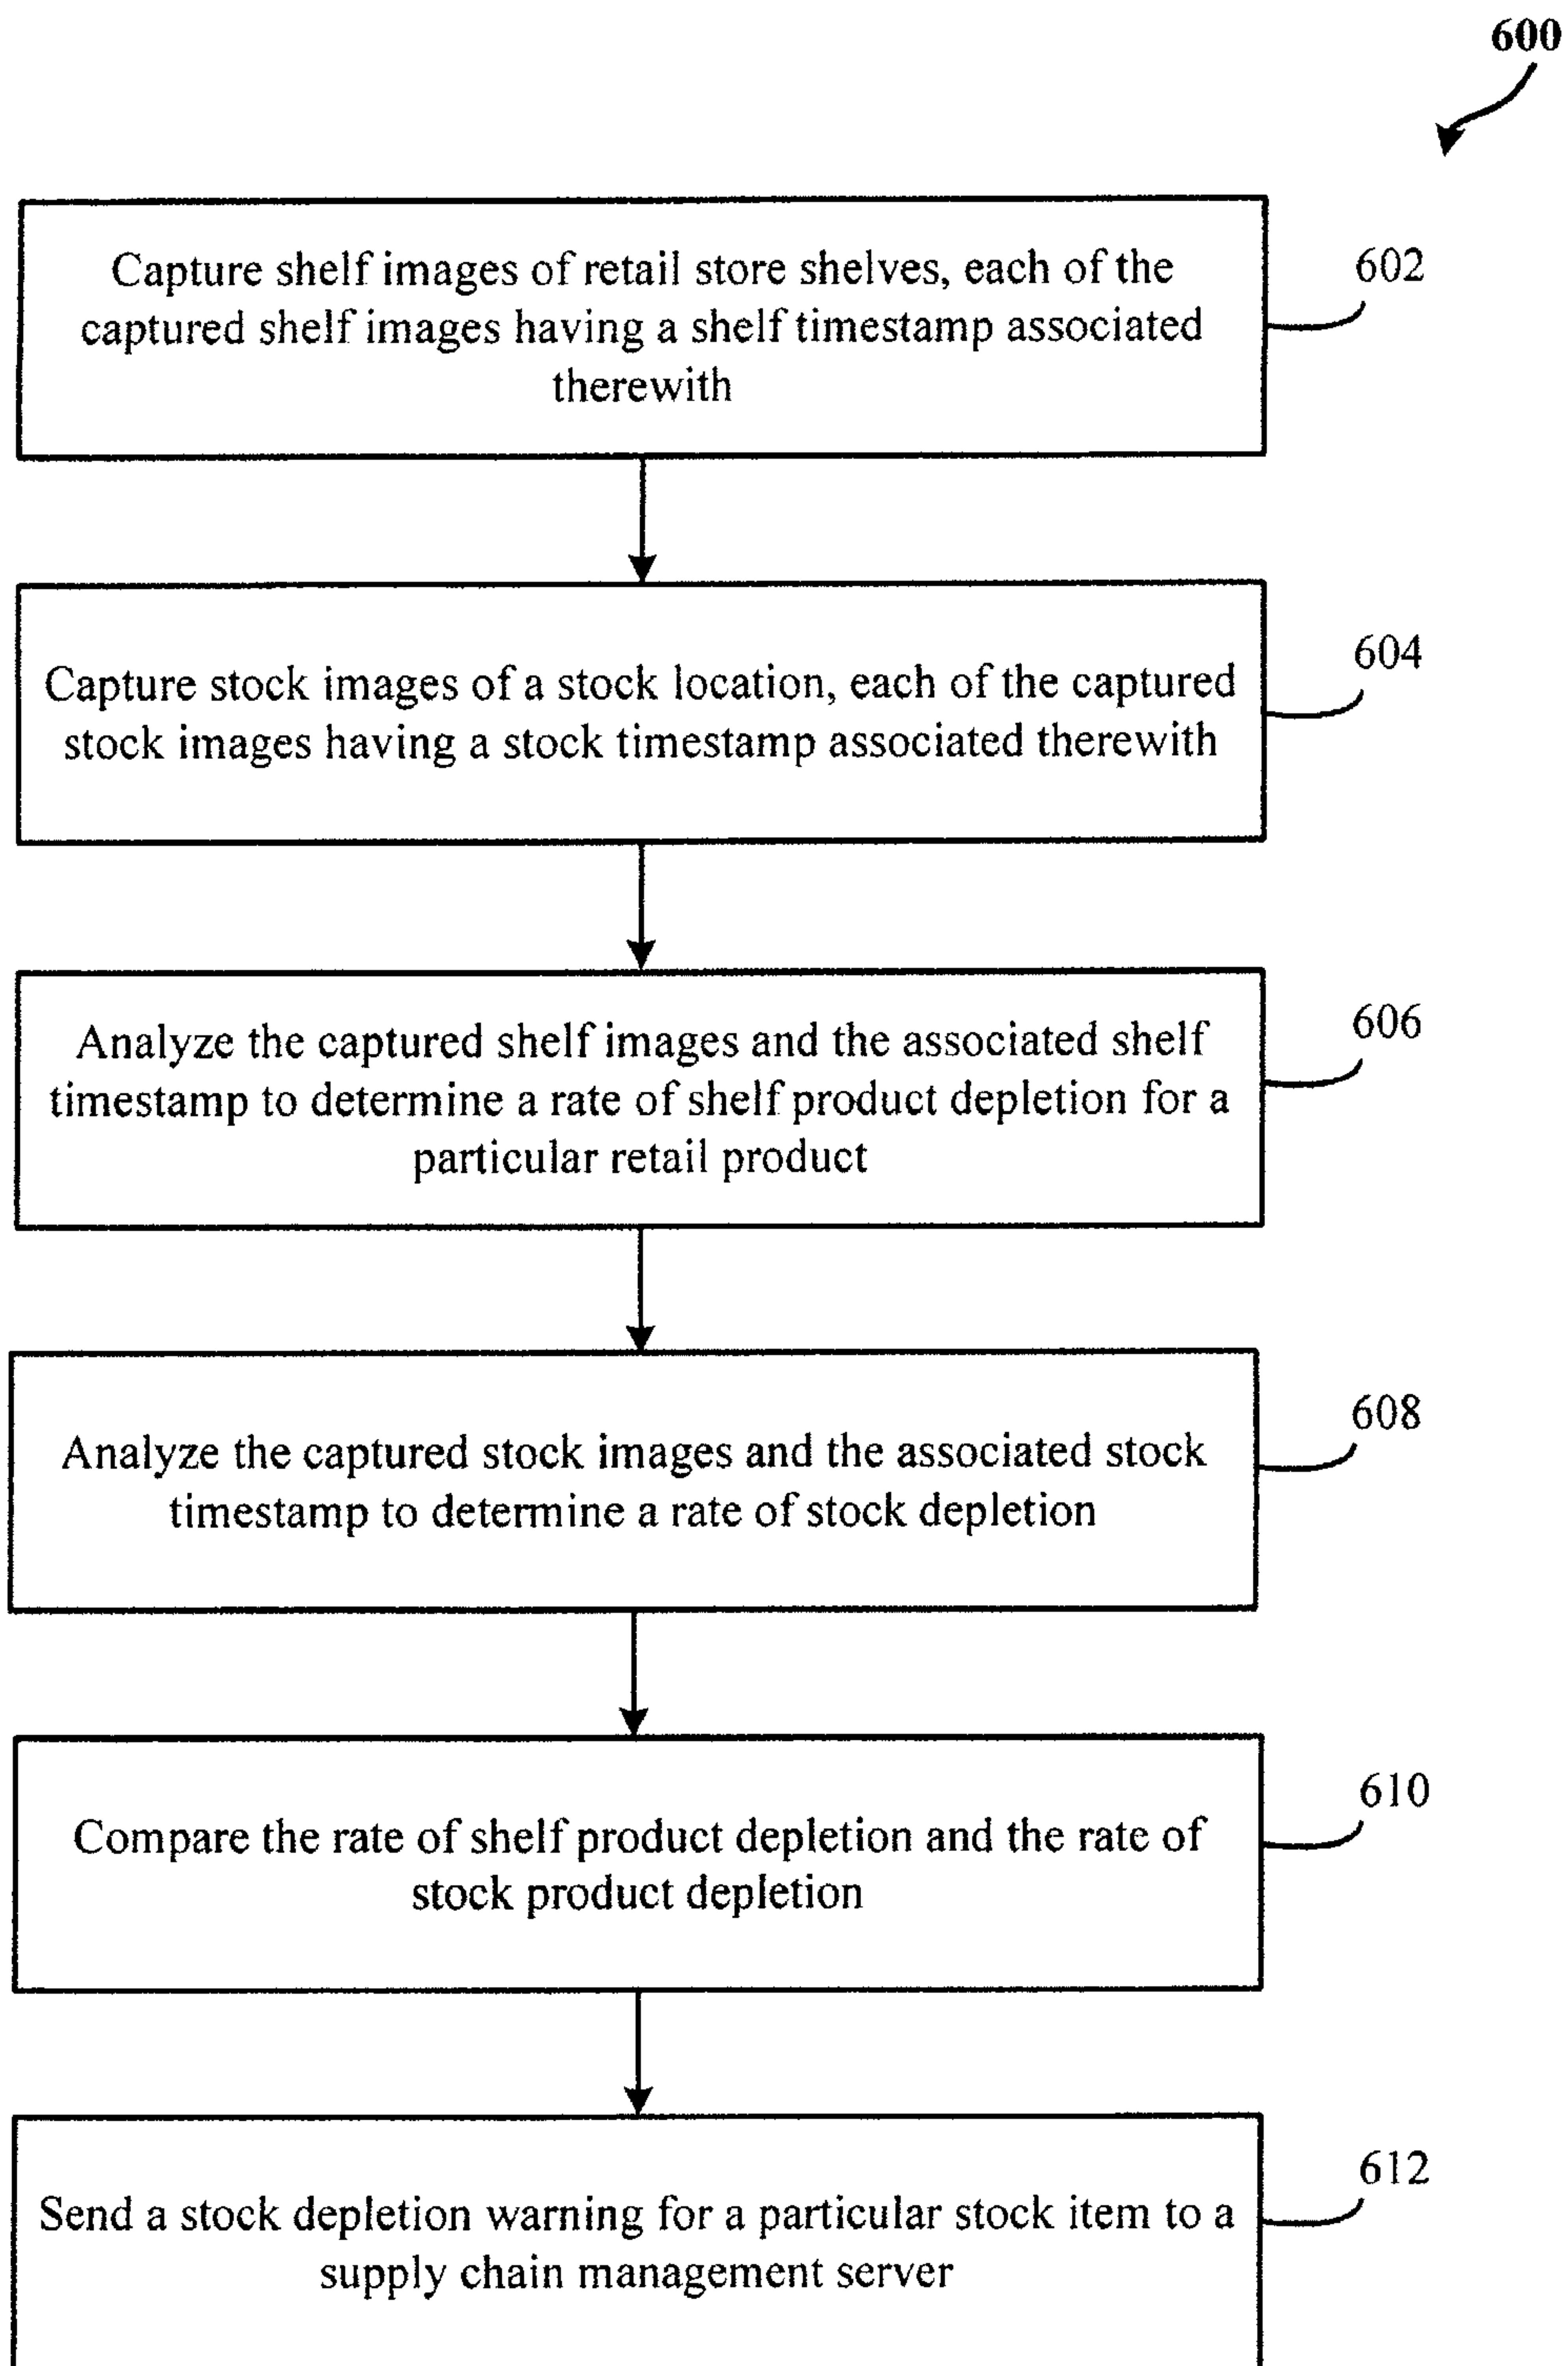 600
Capture shelf images of retail store shelves, each of the
captured shelf images having a shelf timestamp associated
therewith
602
Capture stock images of a stock location, each of the captured
stock images having a stock timestamp associated therewith
604
Analyze the captured shelf images and the associated shelf
timestamp to determine a rate of shelf product depletion for a
particular retail product
606
Analyze the captured stock images and the associated stock
timestamp to determine a rate of stock depletion
608
Compare the rate of shelf product depletion and the rate of
stock product depletion
610
Send a stock depletion warning for a particular stock item to a
supply chain management server
612